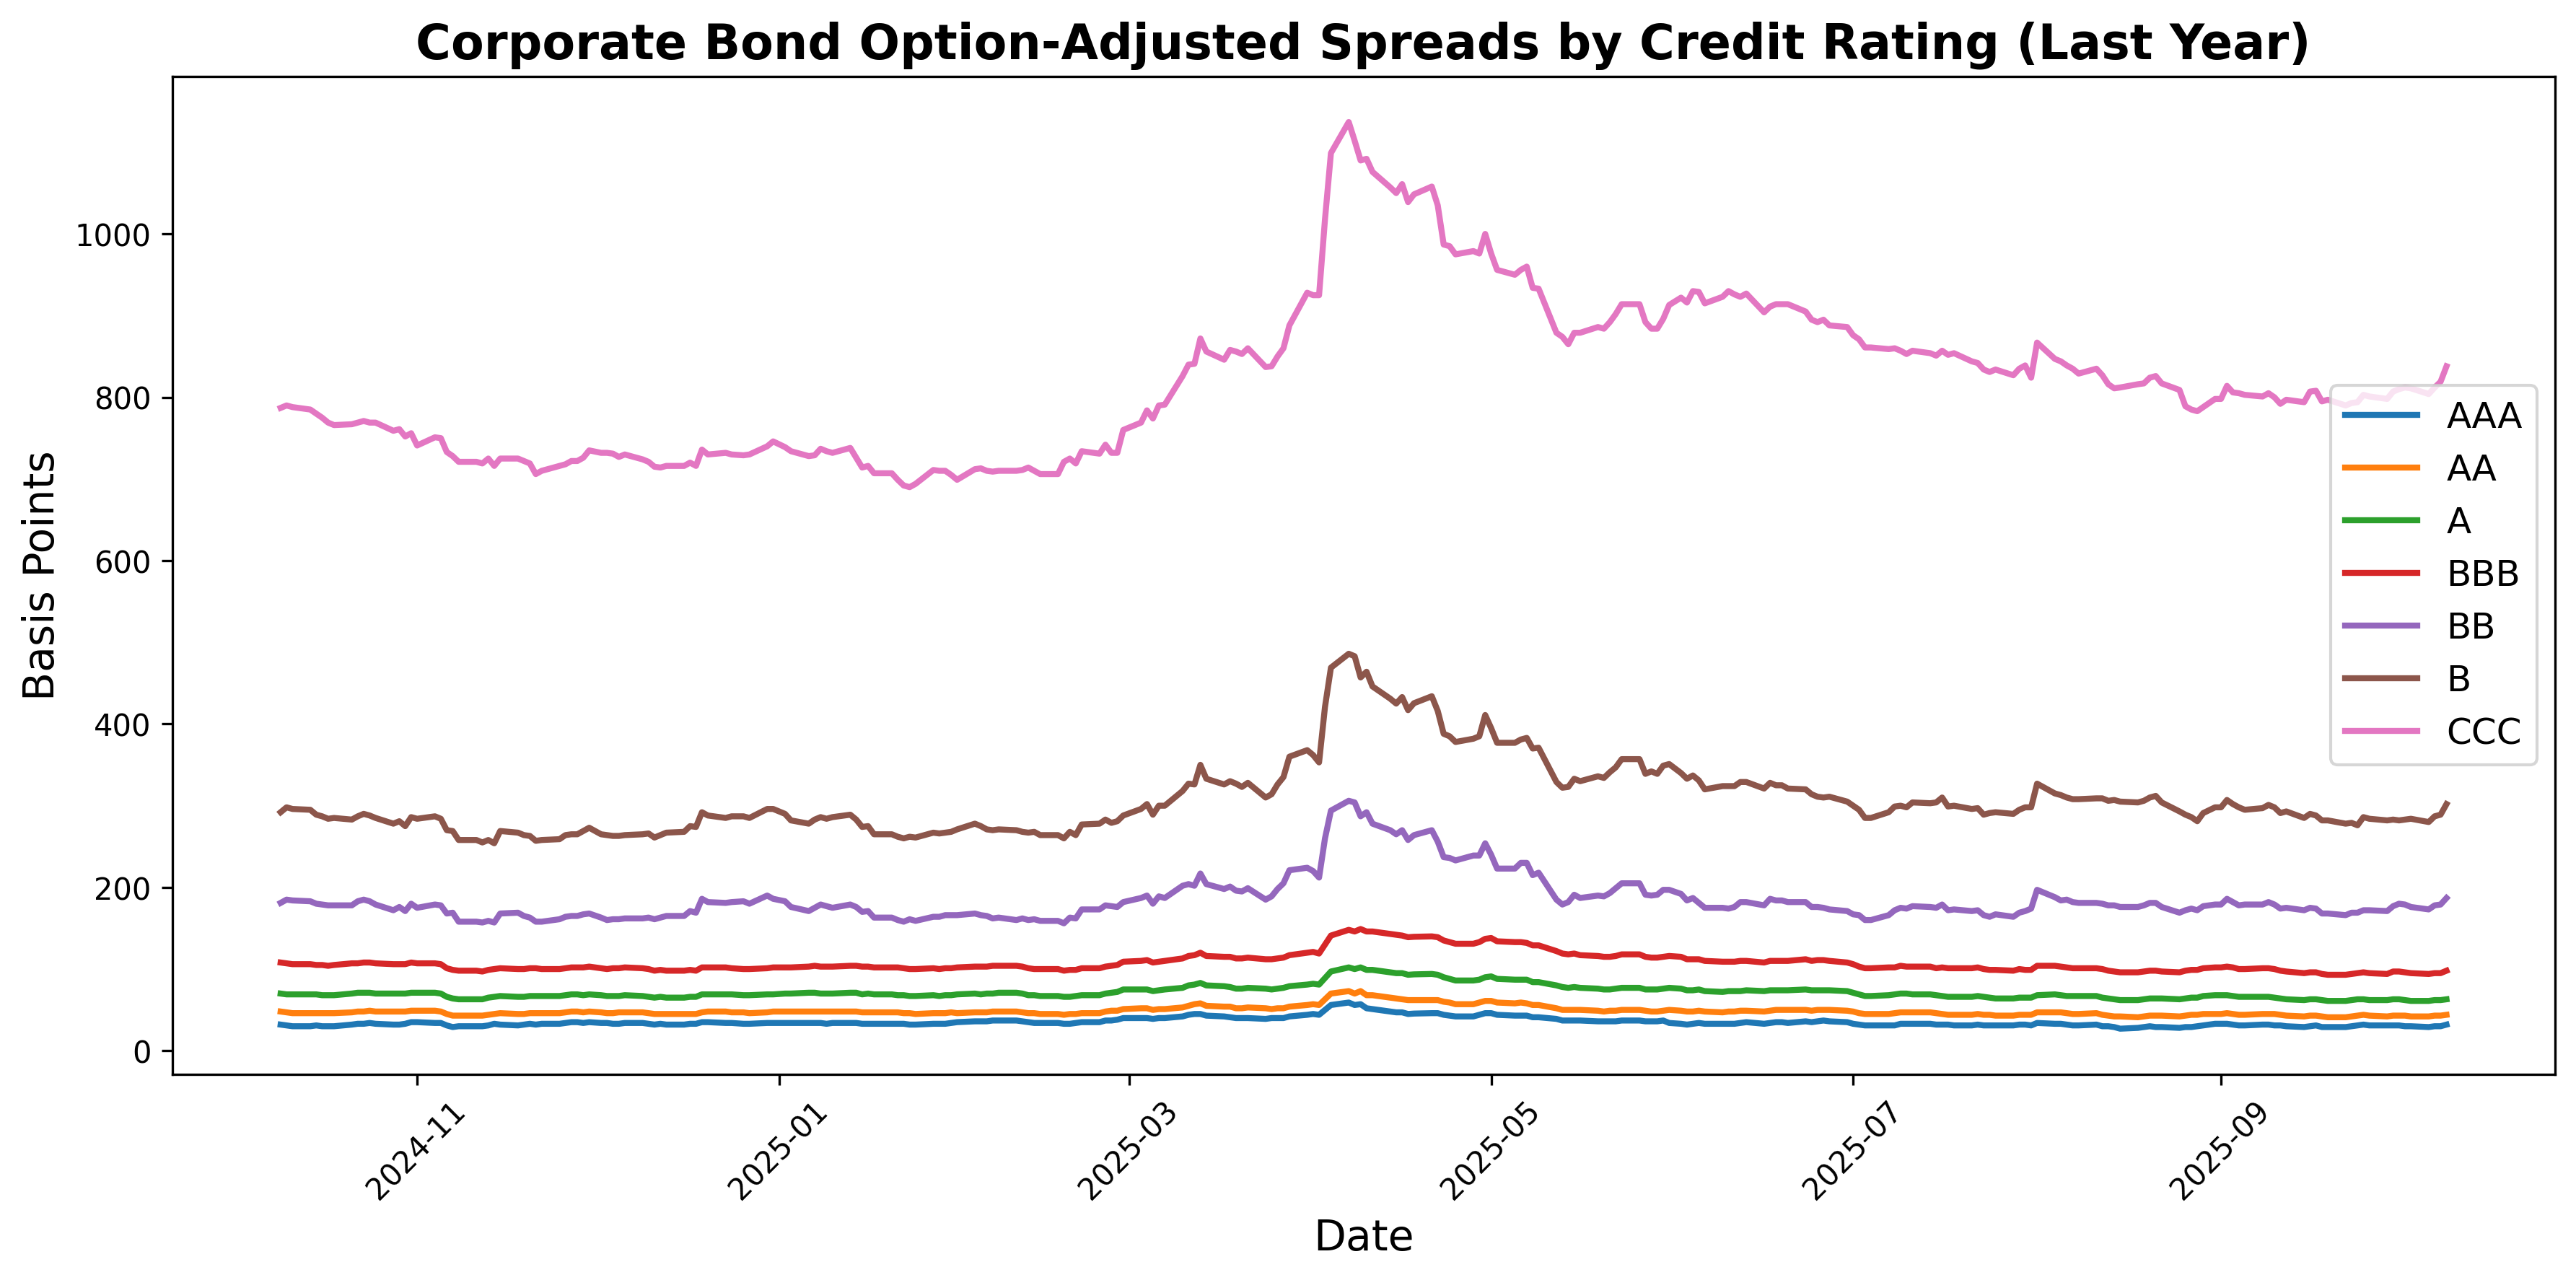 Corporate Bond Option-Adjusted Spreads by Credit Rating (Last Year)
Basis Points
1000
800
600
400
200
0
AAA
AA
A
BBB
BB
B
CCC
2024-11
2025-01
2025-03
2025-05
2025-07
2025-09
Date